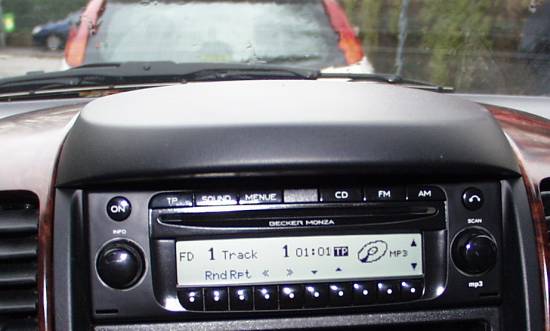 TP SOUND MENUE CD FM AM
ON
INFO
BECKER MONZA
SCAN
FD 1 Track 1 01:01 TP MP3
Rnd Rpt « »
mp3